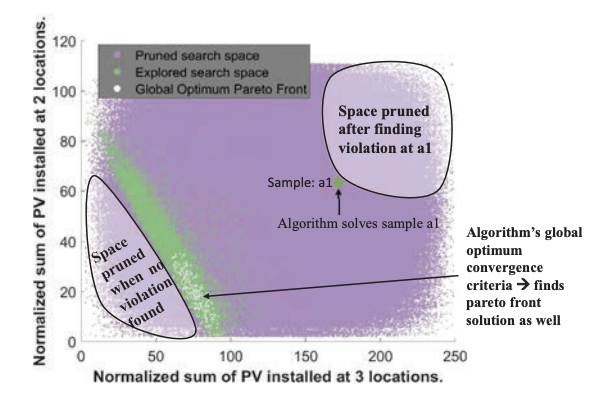 Normalized sum of PV installed at 2 locations.
120
100
80
60
40
20
0
Pruned search space
Explored search space
Global Optimum Pareto Front
Space pruned
after finding
violation at a1
Sample: a1
Algorithm solves sample a1
Space
pruned
when no
violation
found
Algorithm's global
optimum
convergence
criteria → finds
pareto front
solution as well
0
50
100
150
200
250
Normalized sum of PV installed at 3 locations.